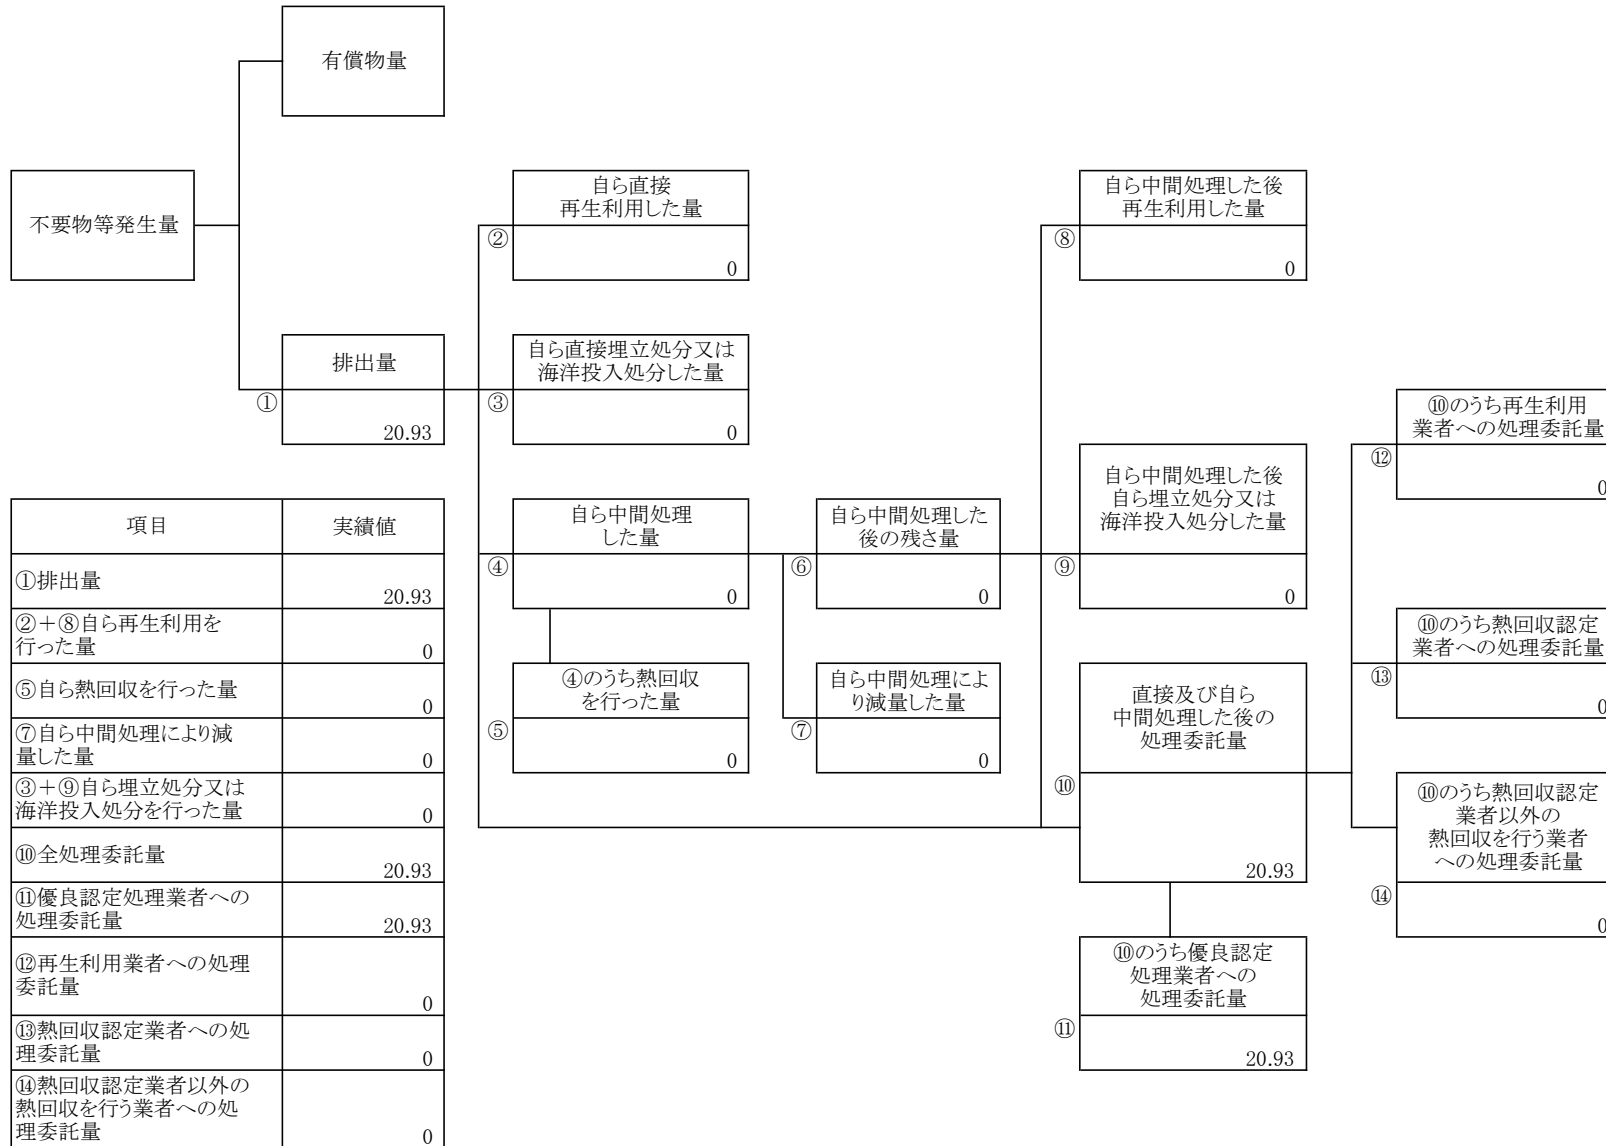 有償物量
不要物等発生量
自ら直接
再生利用した量
②
0
自ら中間処理した後
再生利用した量
⑧
0
排出量
①
20.93
自ら直接埋立処分又は
海洋投入処分した量
③
0
⑩のうち再生利用
業者への処理委託量
⑫
0
自ら中間処理
した量
④
0
自ら中間処理した
後の残さ量
⑥
0
自ら中間処理した後
自ら埋立処分又は
海洋投入処分した量
⑨
0
⑩のうち熱回収認定
業者への処理委託量
⑬
0
④のうち熱回収
を行った量
⑤
0
自ら中間処理によ
り減量した量
⑦
0
直接及び自ら
中間処理した後の
処理委託量
⑩
20.93
⑩のうち熱回収認定
業者以外の
熱回収を行う業者
への処理委託量
⑭
0
⑩のうち優良認定
処理業者への
処理委託量
⑪
20.93
項目 実績値
①排出量 20.93
②+⑧自ら再生利用を
行った量 0
⑤自ら熱回収を行った量 0
⑦自ら中間処理により減
量した量 0
③+⑨自ら埋立処分又は
海洋投入処分を行った量 0
⑩全処理委託量 20.93
⑪優良認定処理業者への
処理委託量 20.93
⑫再生利用業者への処理
委託量 0
⑬熱回収認定業者への処
理委託量 0
⑭熱回収認定業者以外の
熱回収を行う業者への処
理委託量 0